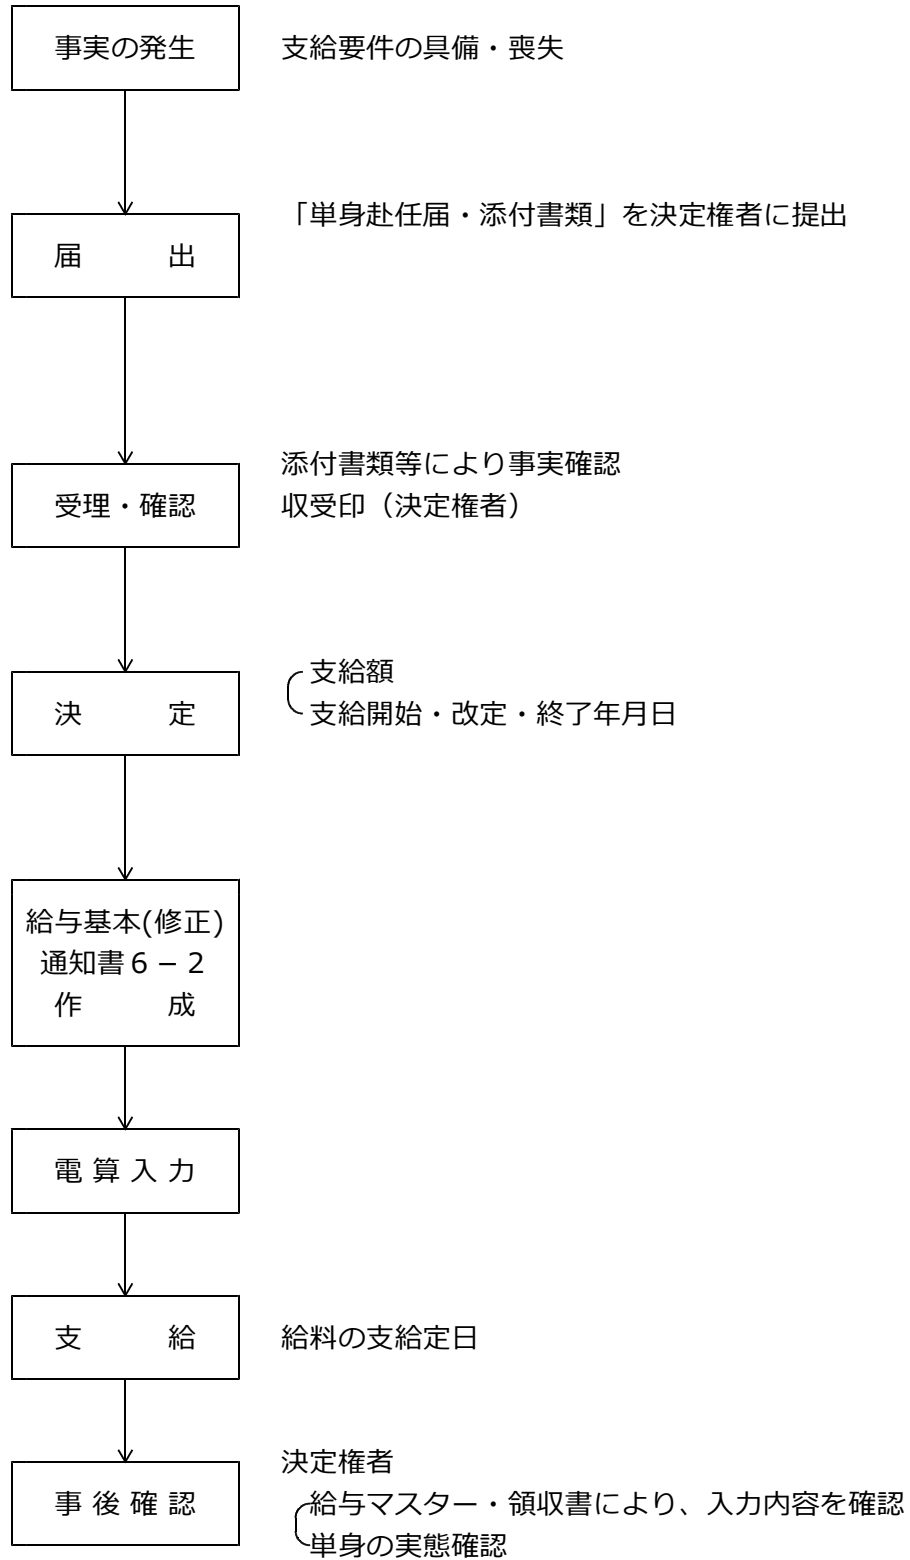 事実の発生
支給要件の具備・喪失
「単身赴任届・添付書類」を決定権者に提出
届　　　出
添付書類等により事実確認
受理・確認
収受印（決定権者）
支給額
決　　　定
支給開始・改定・終了年月日
給与基本(修正)
通知書６－２
作　　　成
電 算 入 力
支　　　給
給料の支給定日
決定権者
事 後 確 認
給与マスター・領収書により、入力内容を確認
単身の実態確認